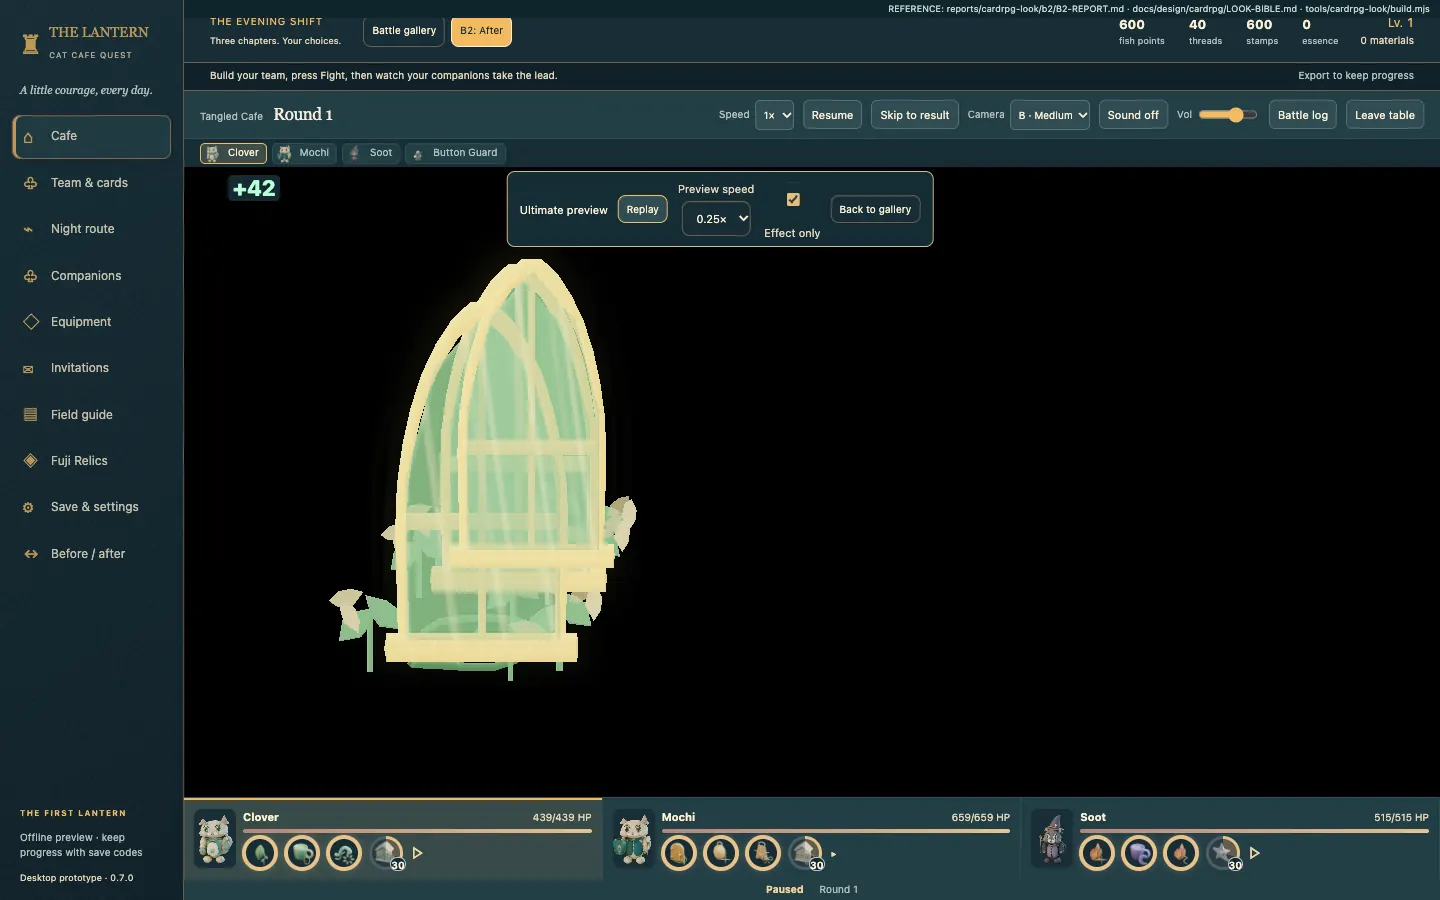 REFERENCE: reports/cardrpg-look/b2/B2-REPORT.md · docs/design/cardrpg/LOOK-BIBLE.md · tools/cardrpg-look/build.mjs
THE LANTERN
CAT CAFE QUEST
A little courage, every day.
Cafe
Team & cards
Night route
Companions
Equipment
Invitations
Field guide
Fuji Relics
Save & settings
Before / after
THE FIRST LANTERN
Offline preview · keep
progress with save codes
Desktop prototype · 0.7.0
THE EVENING SHIFT
Three chapters. Your choices.
Battle gallery
B2: After
600
fish points
40
threads
600
stamps
0
essence
Lv. 1
0 materials
Build your team, press Fight, then watch your companions take the lead.
Export to keep progress
Tangled Cafe
Round 1
Speed
1×
Resume
Skip to result
Camera
B · Medium
Sound off
Vol
Battle log
Leave table
Clover
Mochi
Soot
Button Guard
+42
Ultimate preview
Replay
Preview speed
0.25×
Effect only
Back to gallery
Clover
439/439 HP
30
Mochi
659/659 HP
30
Soot
515/515 HP
30
Paused
Round 1